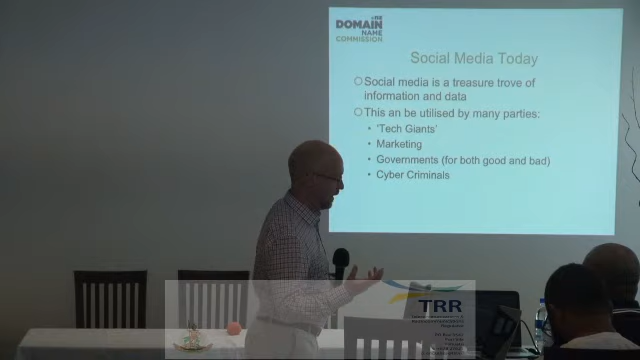 .nz
DOMAIN
NAME
COMMISSION
Social Media Today
Social media is a treasure trove of
information and data
This an be utilised by many parties:
• 'Tech Giants'
• Marketing
• Governments (for both good and bad)
• Cyber Criminals
TRR